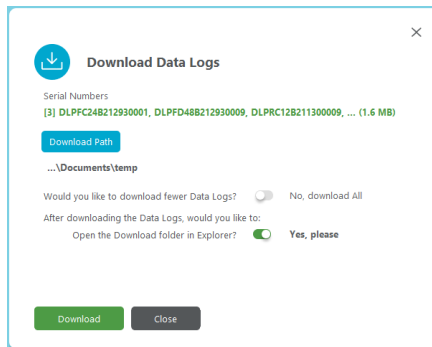 Download Data Logs
Serial Numbers
[3] DLPFC24B212930001, DLPFD48B212930009, DLPRC12B211300009, ... (1.6 MB)
Download Path
...\Documents\temp
Would you like to download fewer Data Logs? No, download All
After downloading the Data Logs, would you like to:
Open the Download folder in Explorer? Yes, please
Download Close